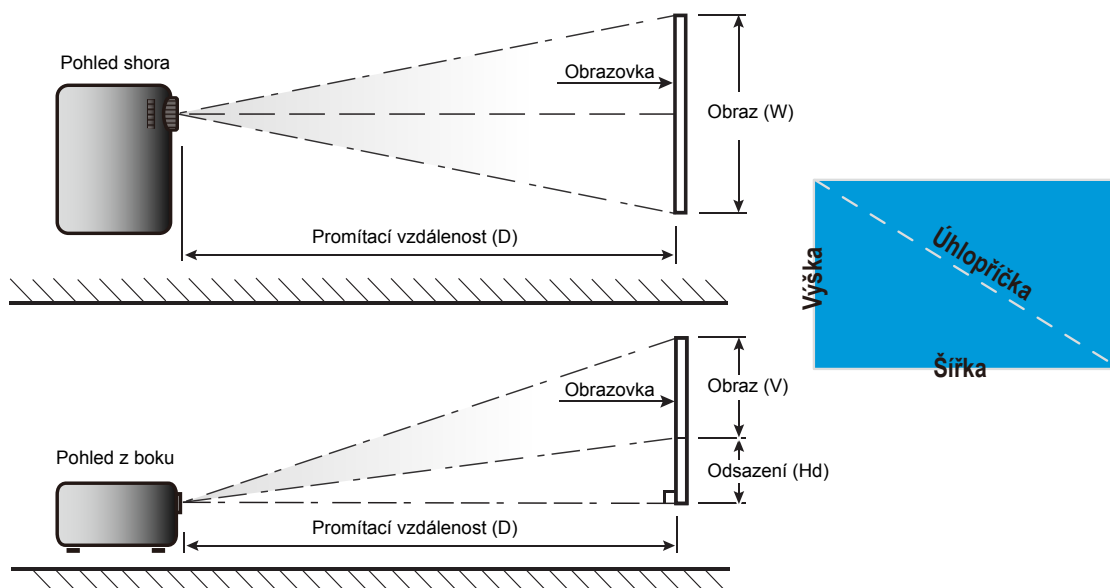 Pohled shora
Obrazovka
Obraz (W)
Promítací vzdálenost (D)
Výška
Úhlopříčka
Šířka
Obrazovka
Obraz (V)
Pohled z boku
Odsazení (Hd)
Promítací vzdálenost (D)